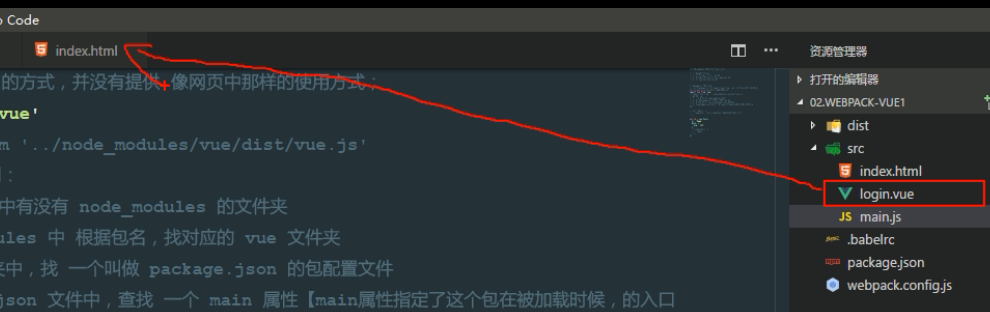 Code
index.html
资源管理器
的方式，并没有提供 像网页中那样的使用方式；
打开的编辑器
vue'
02.WEBPACK-VUE1
dist
'../node_modules/vue/dist/vue.js'
src
index.html
中有没有 node_modules 的文件夹
login.vue
main.js
中 根据包名，找对应的 vue 文件夹
.babelrc
中，找 一个叫做 package.json 的包配置文件
package.json
json 文件中，查找 一个 main 属性【main属性指定了这个包在被加载时候，的入口
webpack.config.js